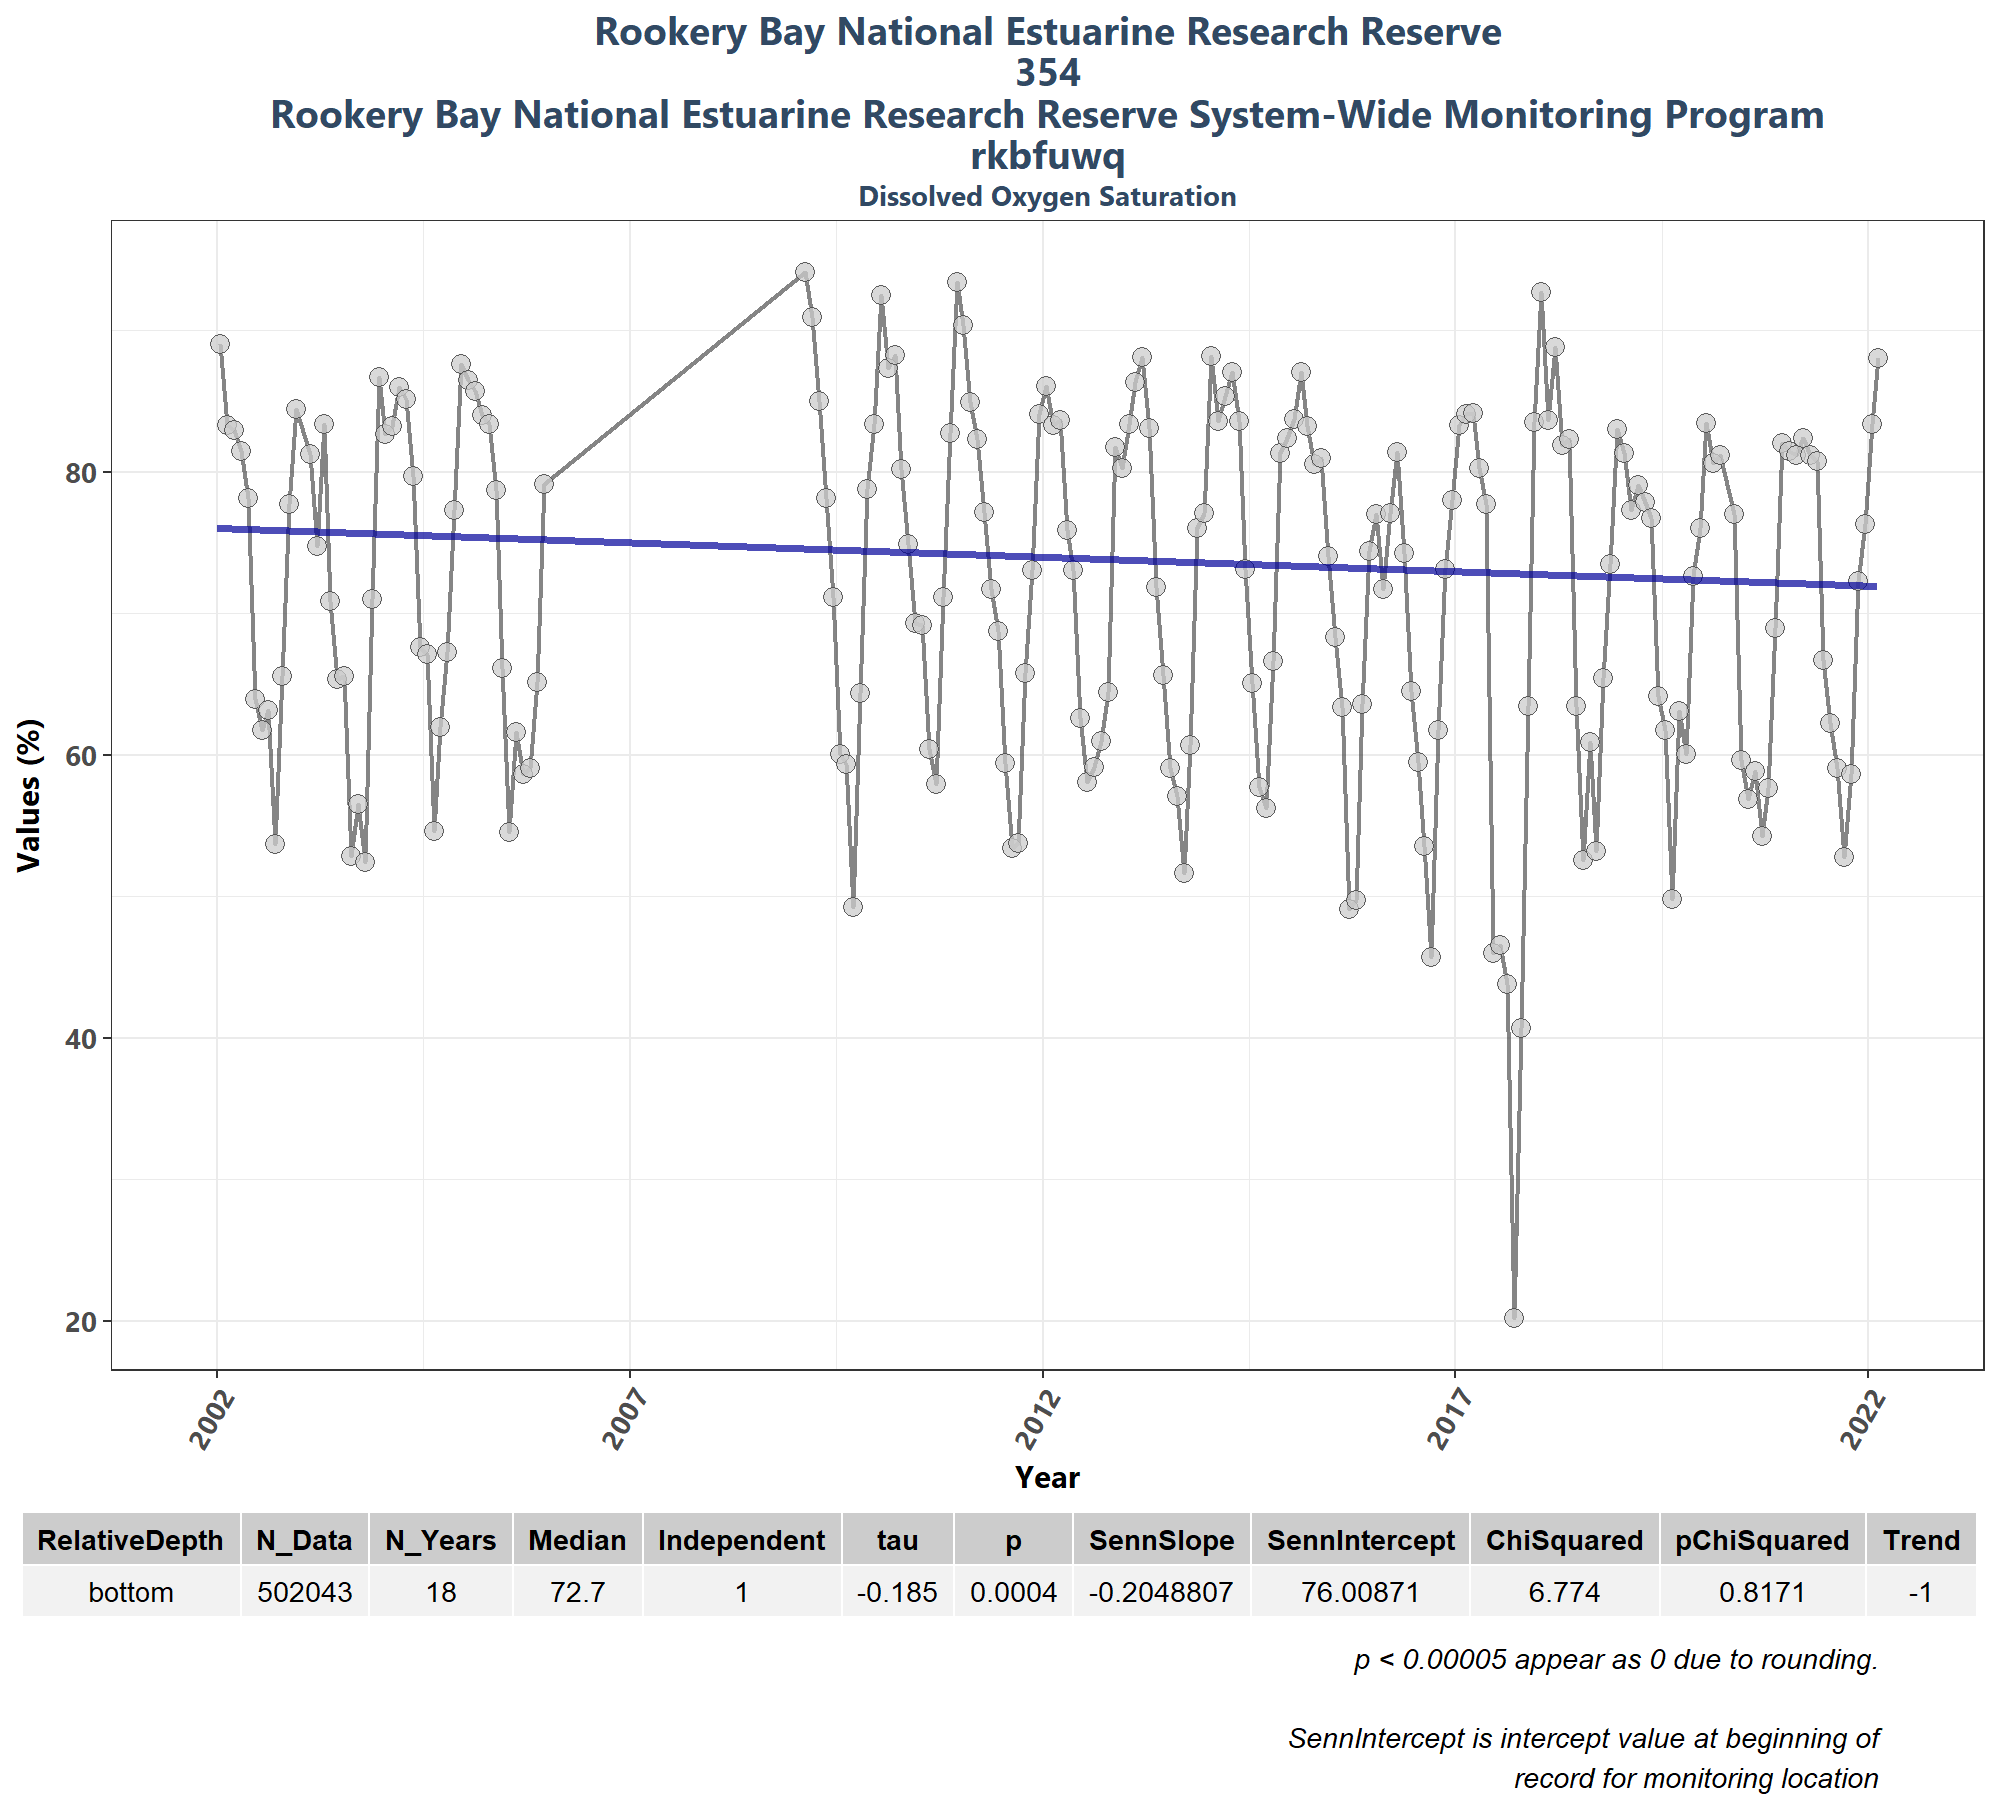 Rookery Bay National Estuarine Research Reserve
354
Rookery Bay National Estuarine Research Reserve System-Wide Monitoring Program
rkbfuwq
Dissolved Oxygen Saturation
Values (%)
80
60
40
20
2002 2007 2012 2017 2022
Year
RelativeDepth N_Data N_Years Median Independent tau p SennSlope SennIntercept ChiSquared pChiSquared Trend
bottom 502043 18 72.7 1 -0.185 0.0004 -0.2048807 76.00871 6.774 0.8171 -1
p < 0.00005 appear as 0 due to rounding.
SennIntercept is intercept value at beginning of
record for monitoring location